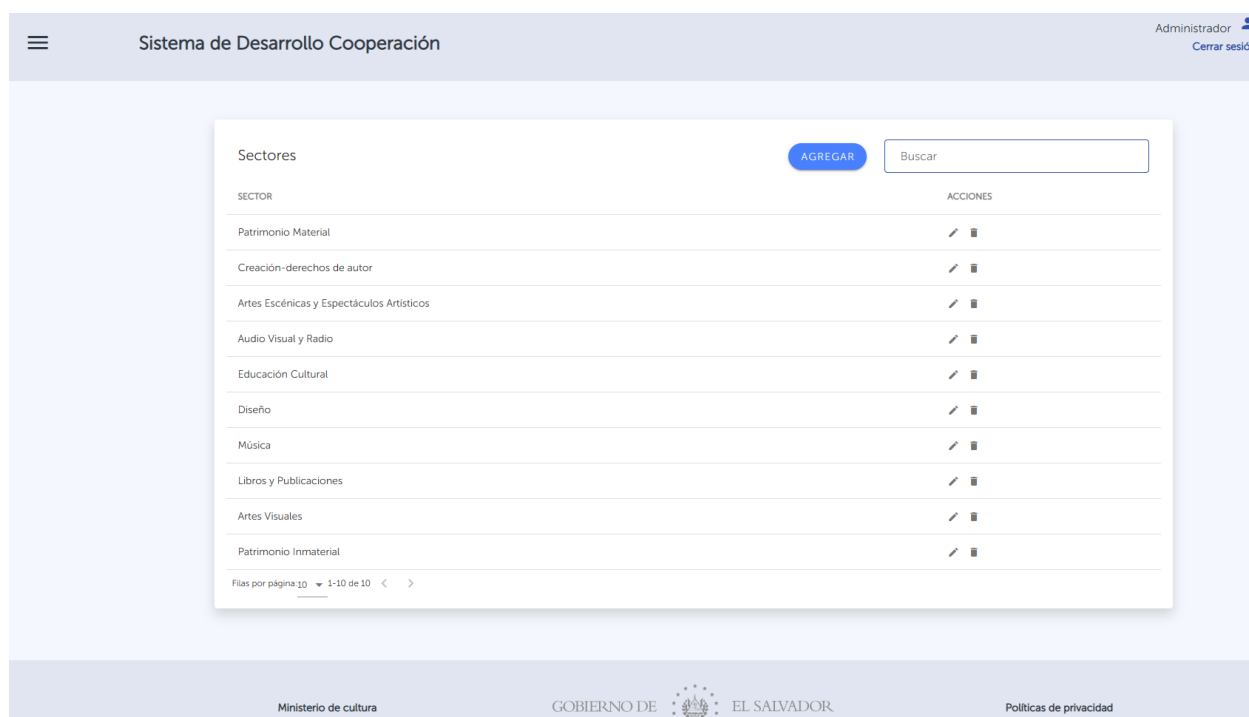 Administrador
Sistema de Desarrollo Cooperación
Cerrar sesió
Sectores
AGREGAR
Buscar
SECTOR ACCIONES
Patrimonio Material
Creación-derechos de autor
Artes Escénicas y Espectáculos Artísticos
Audio Visual y Radio
Educación Cultural
Diseño
Música
Libros y Publicaciones
Artes Visuales
Patrimonio Inmaterial
Filas por página: 10 1-10 de 10
Ministerio de cultura
GOBIERNO DE EL SALVADOR
Políticas de privacidad